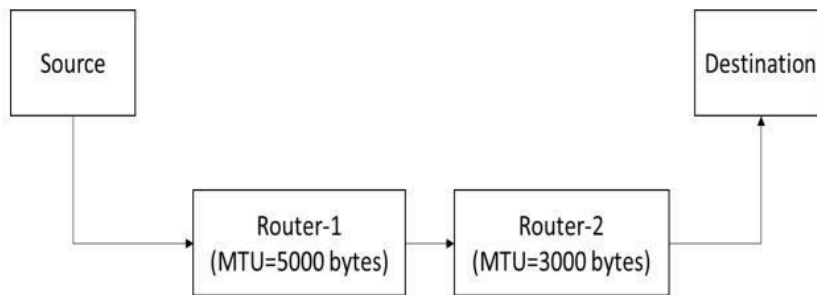 Source
Destination
Router-1
(MTU=5000 bytes)
Router-2
(MTU=3000 bytes)